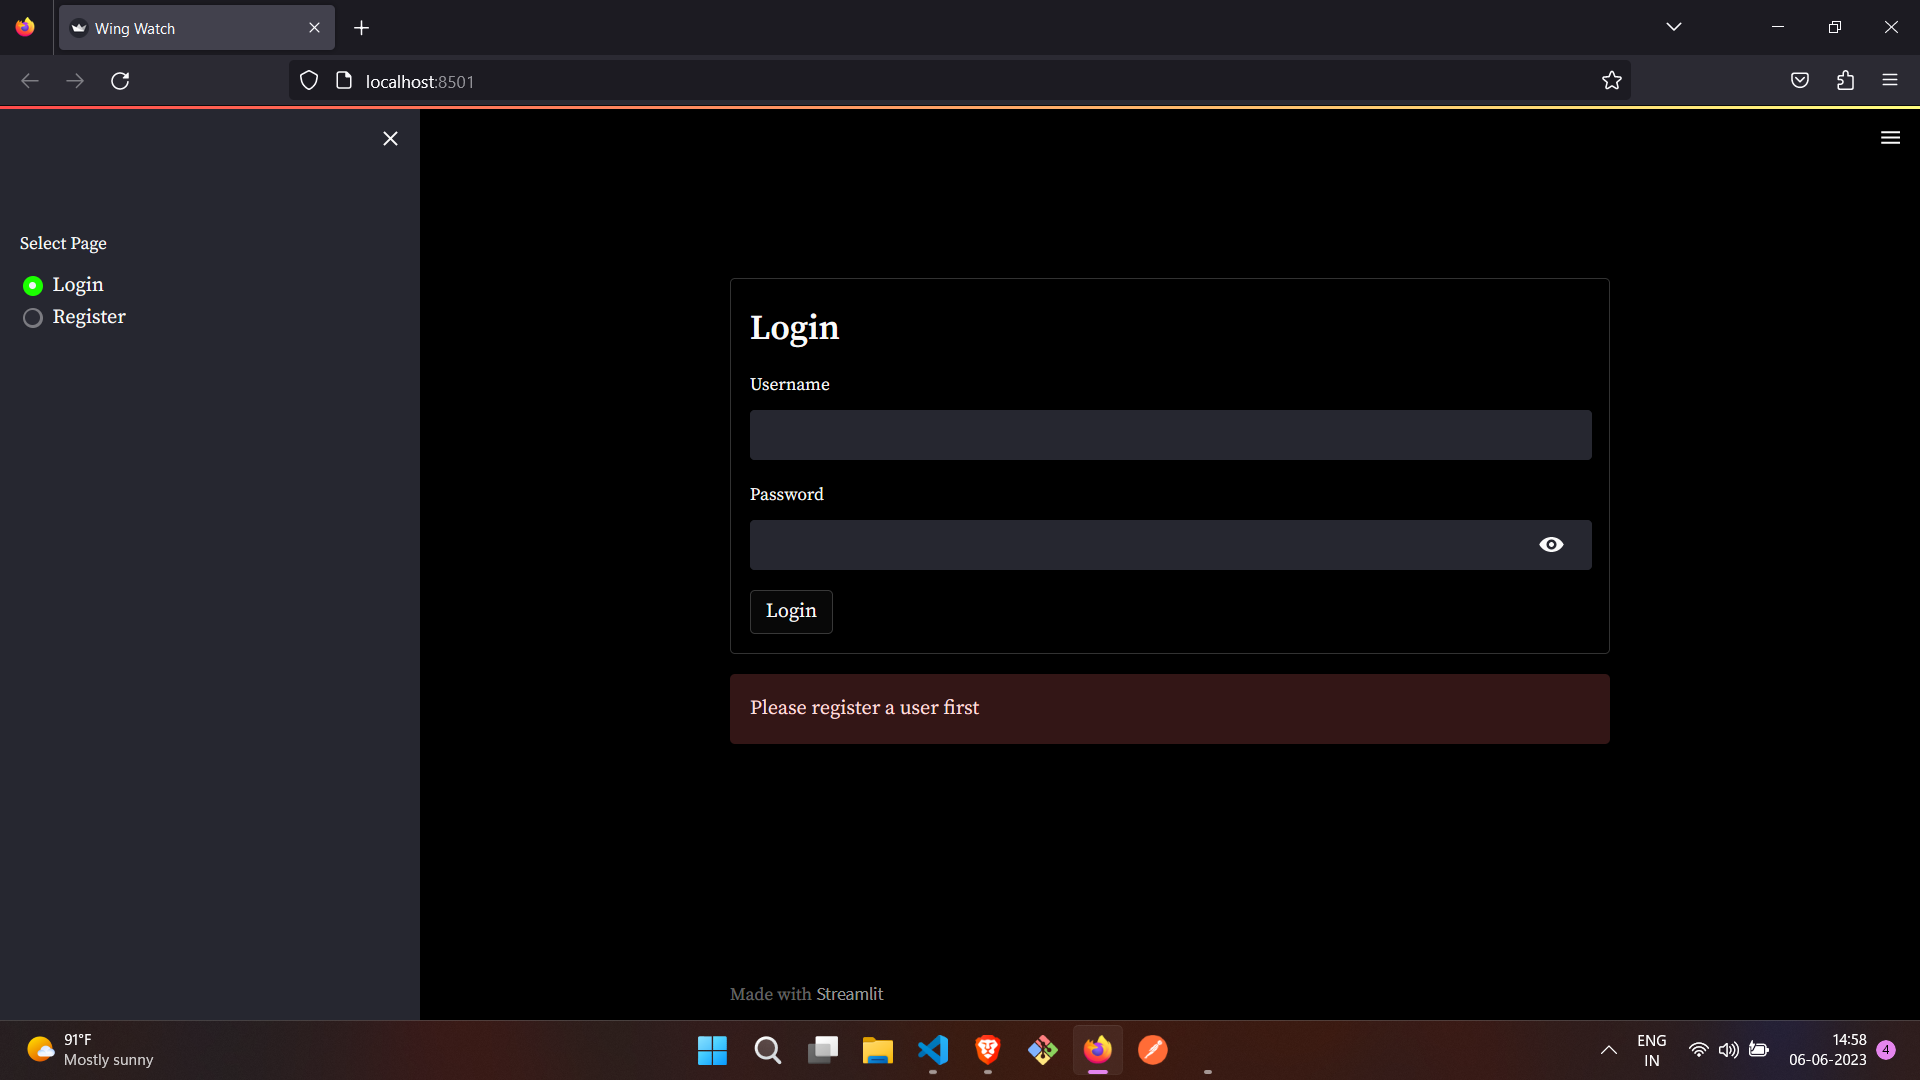 Wing Watch
localhost:8501
Select Page
Login
Register
Login
Username
Password
Login
Please register a user first
Made with Streamlit
91°F
Mostly sunny
ENG
IN
14:58
06-06-2023
4